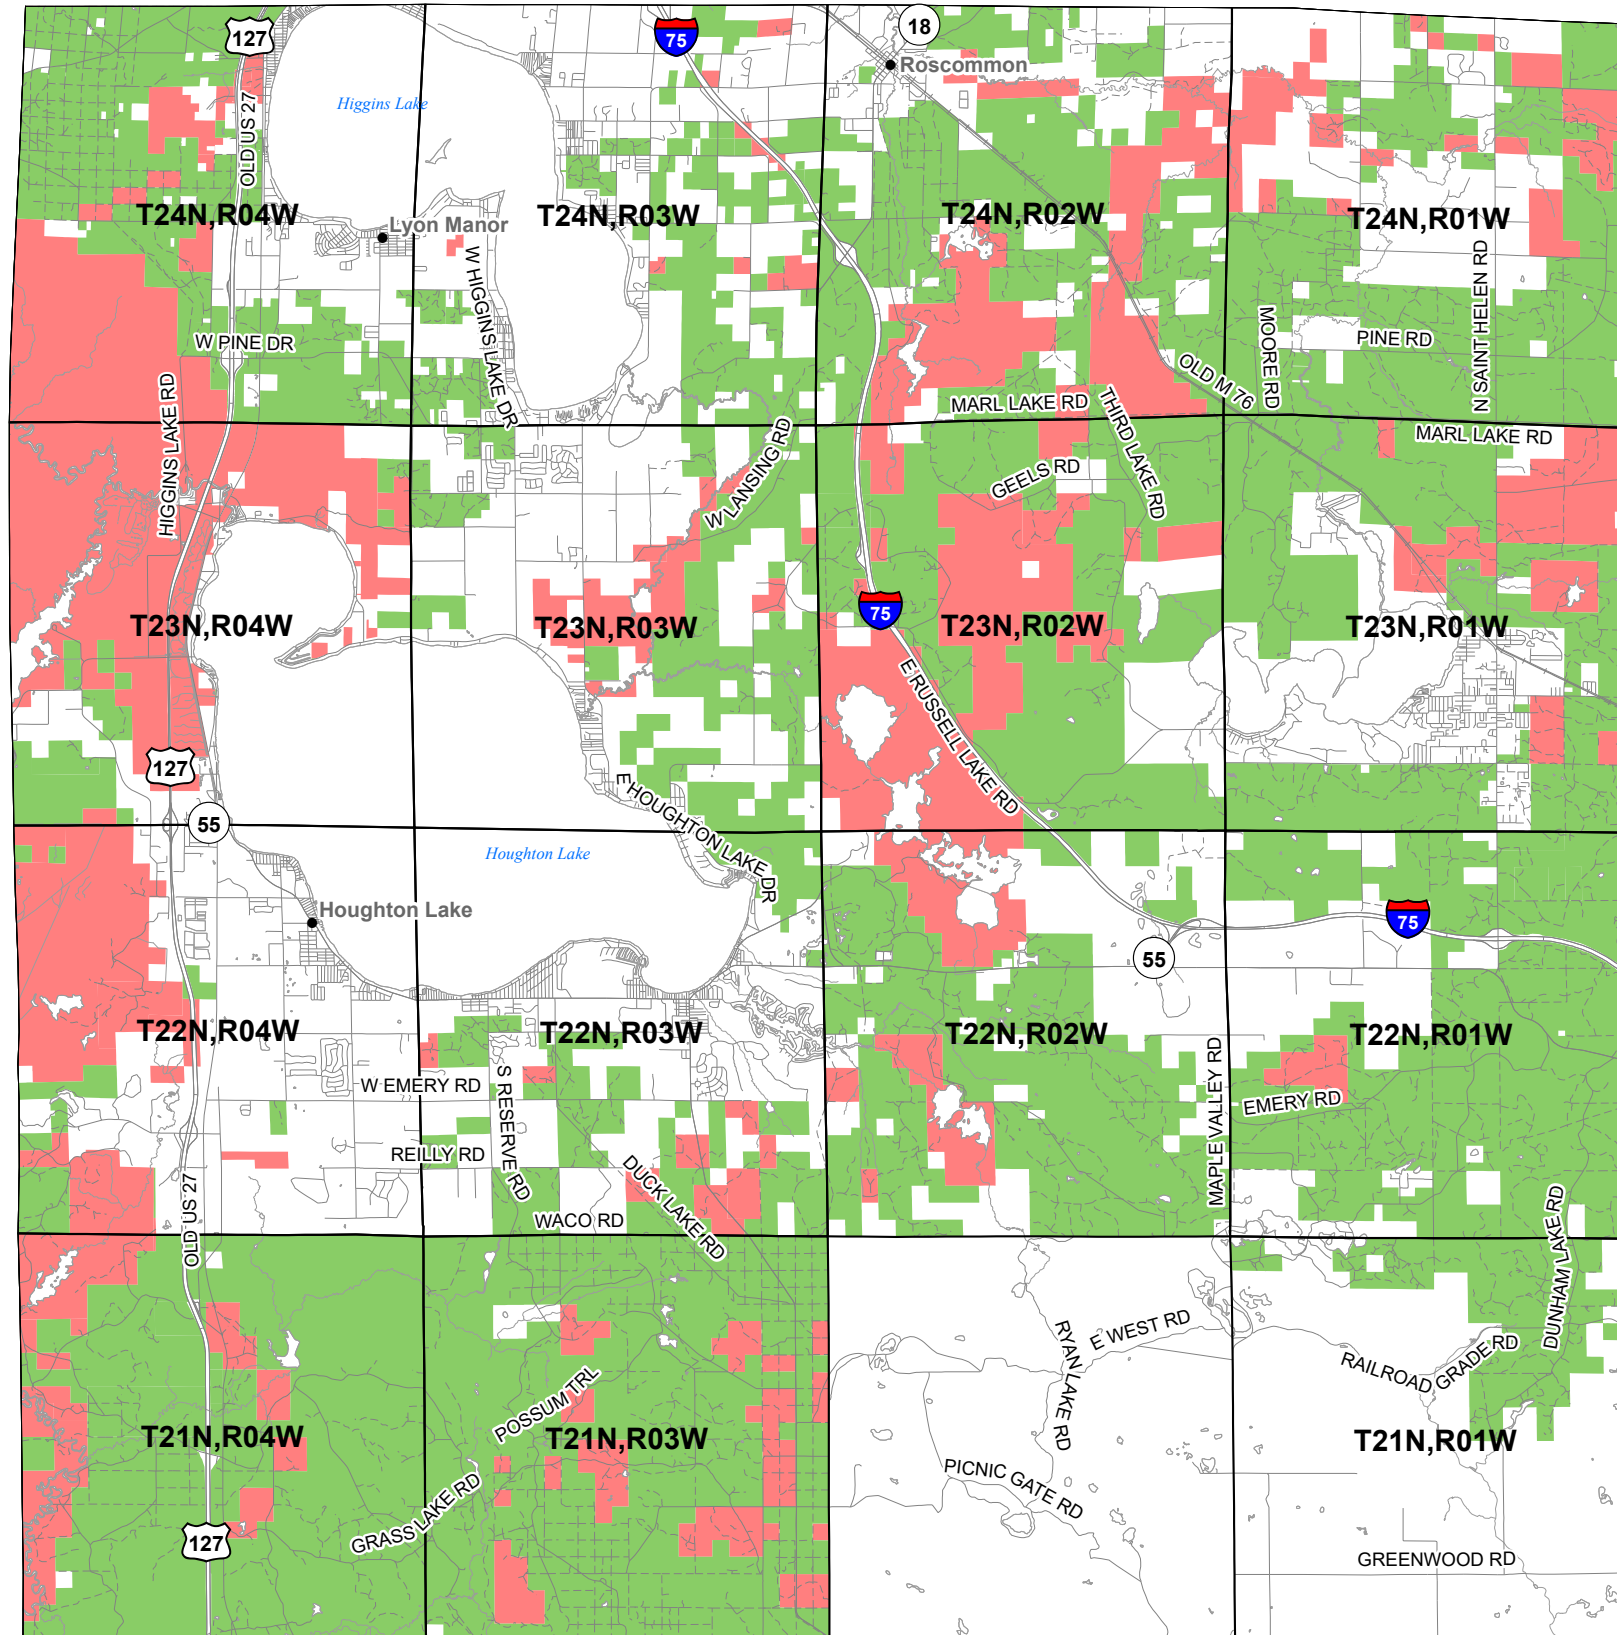 127
75
18
Roscommon
Higgins Lake
OLD US 27
T24N,R04W
T24N,R03W
T24N,R02W
T24N,R01W
Lyon Manor
W HIGGINS LAKE DR
N SAINT HELEN RD
W PINE DR
MOORE RD
PINE RD
OLD M 76
HIGGINS LAKE RD
MARL LAKE RD
THIRD LAKE RD
MARL LAKE RD
W LANSING RD
GEELS RD
75
T23N,R04W
T23N,R03W
T23N,R02W
T23N,R01W
E RUSSELL LAKE RD
127
E HOUGHTON LAKE DR
55
Houghton Lake
Houghton Lake
75
55
T22N,R04W
T22N,R03W
T22N,R02W
T22N,R01W
W EMERY RD
S RESERVE RD
MAPLE VALLEY RD
EMERY RD
REILLY RD
DUCK LAKE RD
OLD US 27
WACO RD
DUNHAM LAKE RD
RYAN LAKE RD
E WEST RD
RAILROAD GRADE RD
POSSUM TRL
T21N,R04W
T21N,R03W
T21N,R01W
PICNIC GATE RD
GRASS LAKE RD
127
GREENWOOD RD